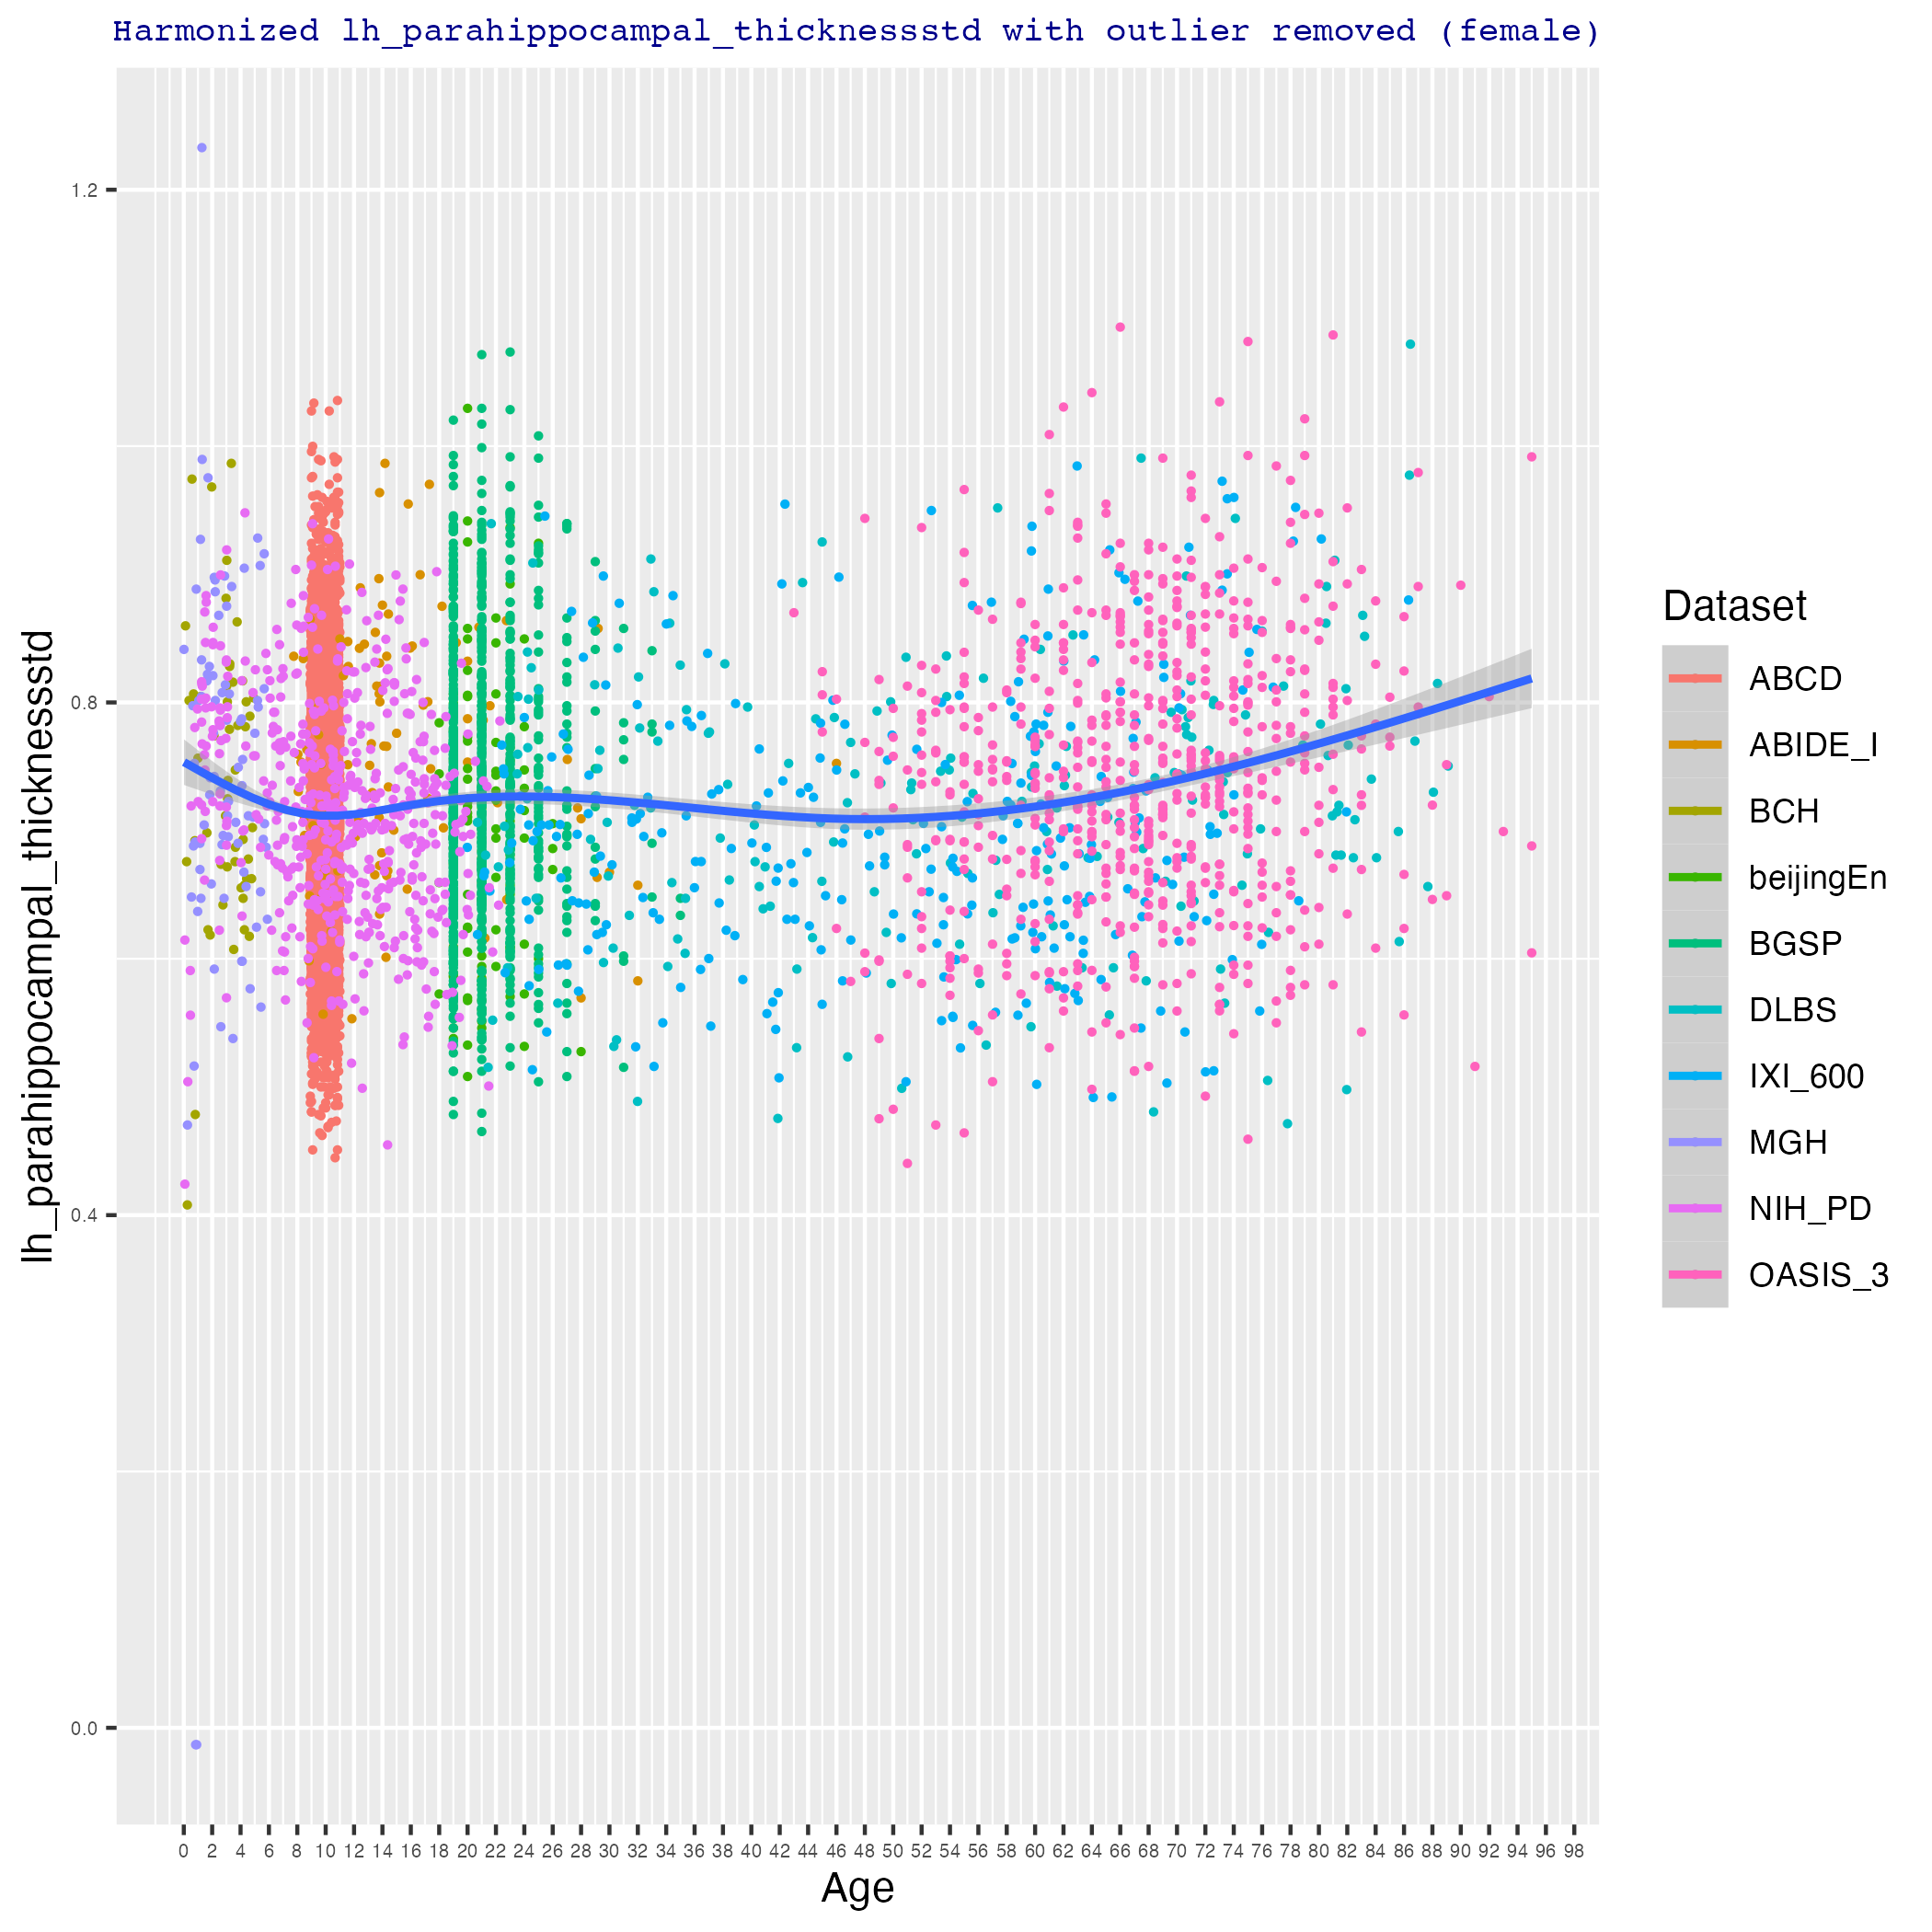 Harmonized lh_parahippocampal_thicknessstd with outlier removed (female)
lh_parahippocampal_thicknessstd
1.2
0.8
0.4
0.0
0 2 4 6 8 10 12 14 16 18 20 22 24 26 28 30 32 34 36 38 40 42 44 46 48 50 52 54 56 58 60 62 64 66 68 70 72 74 76 78 80 82 84 86 88 90 92 94 96 98
Age
Dataset
ABCD
ABIDE_I
BCH
beijingEn
BGSP
DLBS
IXI_600
MGH
NIH_PD
OASIS_3